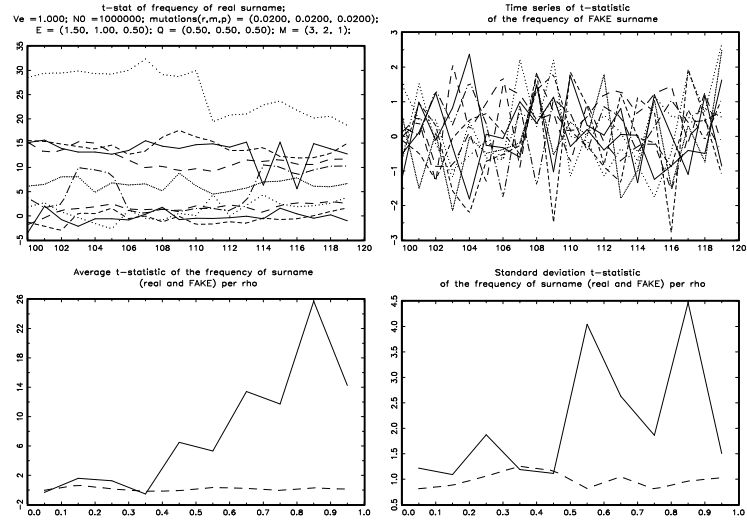 t-stat of frequency of real surname;
Ve =1.000; N0 =1000000; mutations(r,m,p) = (0.0200, 0.0200, 0.0200);
E = (1.50, 1.00, 0.50); Q = (0.50, 0.50, 0.50); M = (3, 2, 1);
35
30
25
20
15
10
5
0
-5
100 102 104 106 108 110 112 114 116 118 120
Time series of t-statistic
of the frequency of FAKE surname
3
2
1
0
-1
-2
-3
100 102 104 106 108 110 112 114 116 118 120
Average t-statistic of the frequency of surname
(real and FAKE) per rho
26
22
18
14
10
6
2
-2
0.0 0.1 0.2 0.3 0.4 0.5 0.6 0.7 0.8 0.9 1.0
Standard deviation t-statistic
of the frequency of surname (real and FAKE) per rho
4.5
4.0
3.5
3.0
2.5
2.0
1.5
1.0
0.5
0.0 0.1 0.2 0.3 0.4 0.5 0.6 0.7 0.8 0.9 1.0